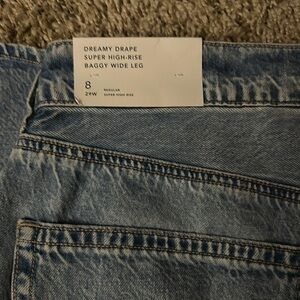 DREAMY DRAPE
SUPER HIGH-RISE
BAGGY WIDE LEG
8
29W
REGULAR
SUPER HIGH RISE